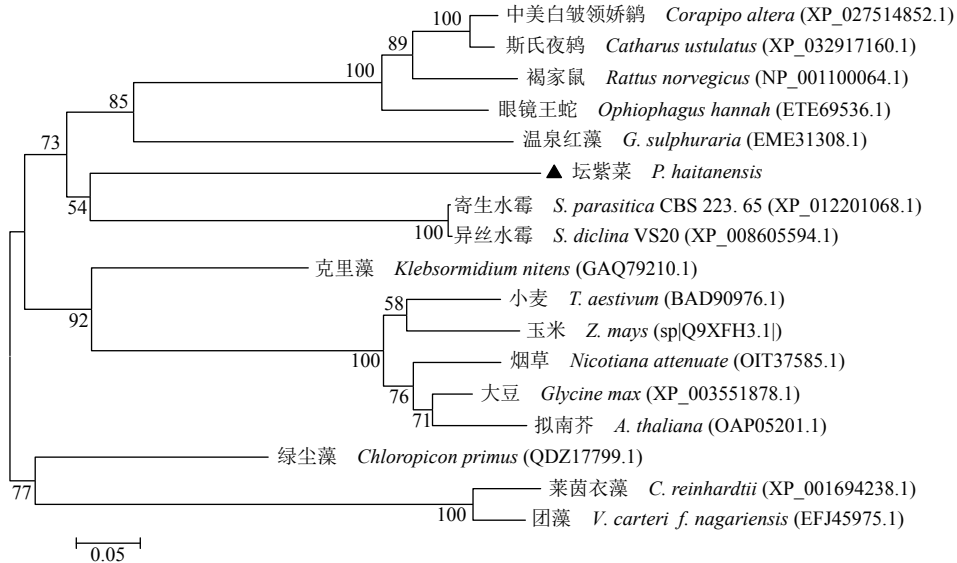 100 中美白皱领娇鹟 Corapipo altera (XP_027514852.1)
89 斯氏夜鸫 Catharus ustulatus (XP_032917160.1)
100 褐家鼠 Rattus norvegicus (NP_001100064.1)
85 眼镜王蛇 Ophiophagus hannah (ETE69536.1)
73 温泉红藻 G. sulphuraria (EME31308.1)
▲ 坛紫菜 P. haitanensis
54 寄生水霉 S. parasitica CBS 223. 65 (XP_012201068.1)
100 异丝水霉 S. diclina VS20 (XP_008605594.1)
克里藻 Klebsormidium nitens (GAQ79210.1)
58 小麦 T. aestivum (BAD90976.1)
92 玉米 Z. mays (sp|Q9XFH3.1|)
100 烟草 Nicotiana attenuate (OIT37585.1)
76 大豆 Glycine max (XP_003551878.1)
71 拟南芥 A. thaliana (OAP05201.1)
绿尘藻 Chloropicon primus (QDZ17799.1)
77 莱茵衣藻 C. reinhardtii (XP_001694238.1)
100 团藻 V. carteri f. nagariensis (EFJ45975.1)
0.05